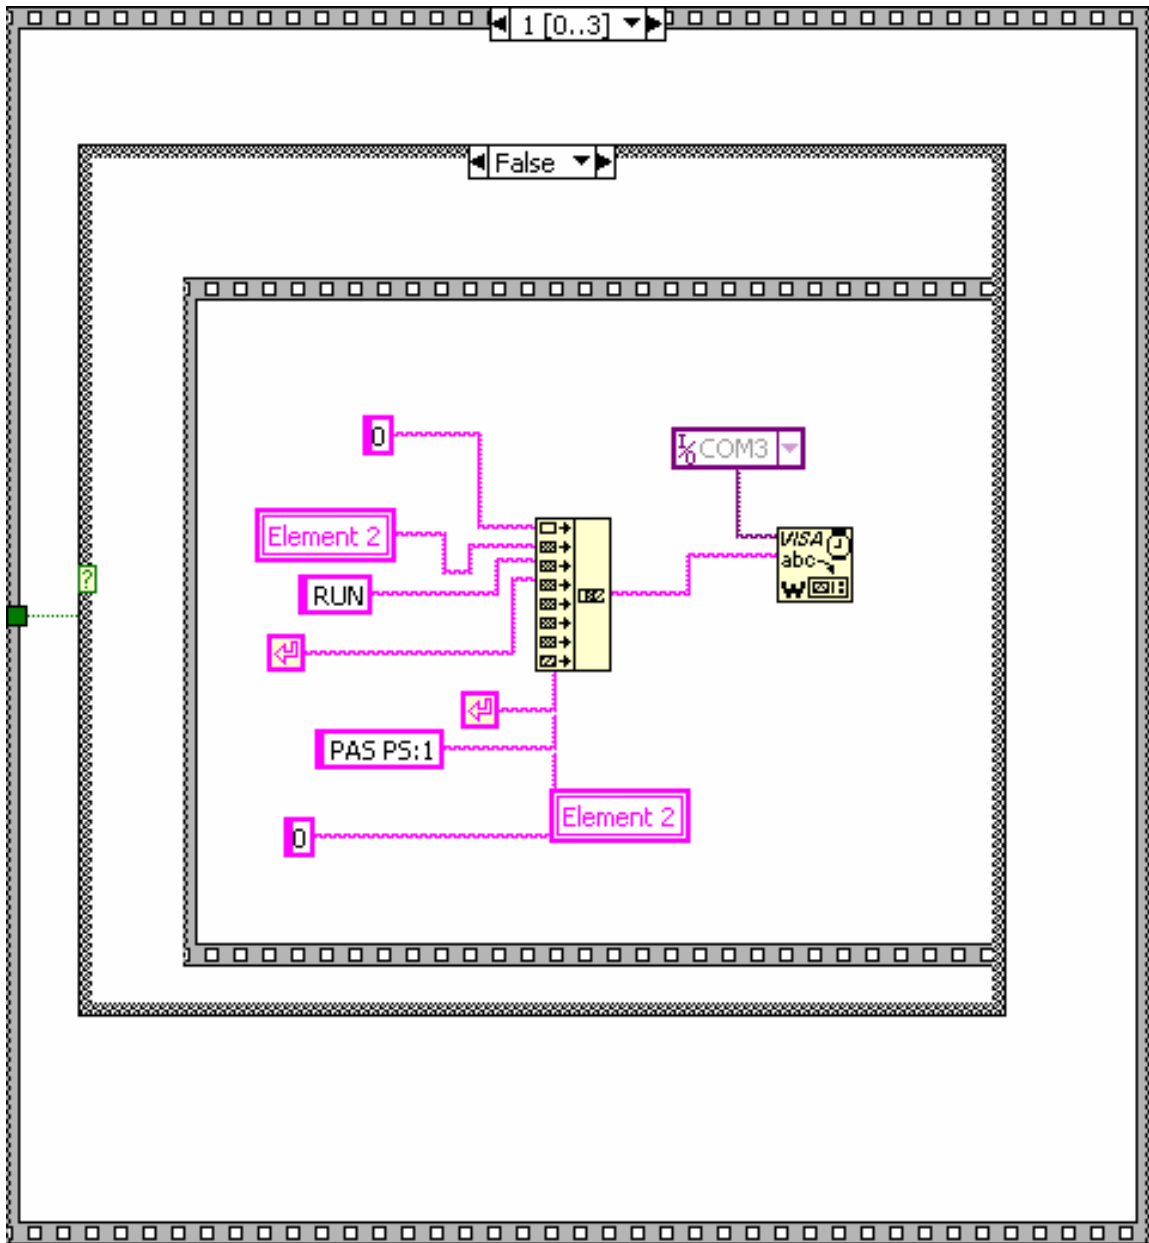 1 [0..3]
False
0
COM3
Element 2
VISA
abc
RUN
W
PAS PS:1
Element 2
0
?